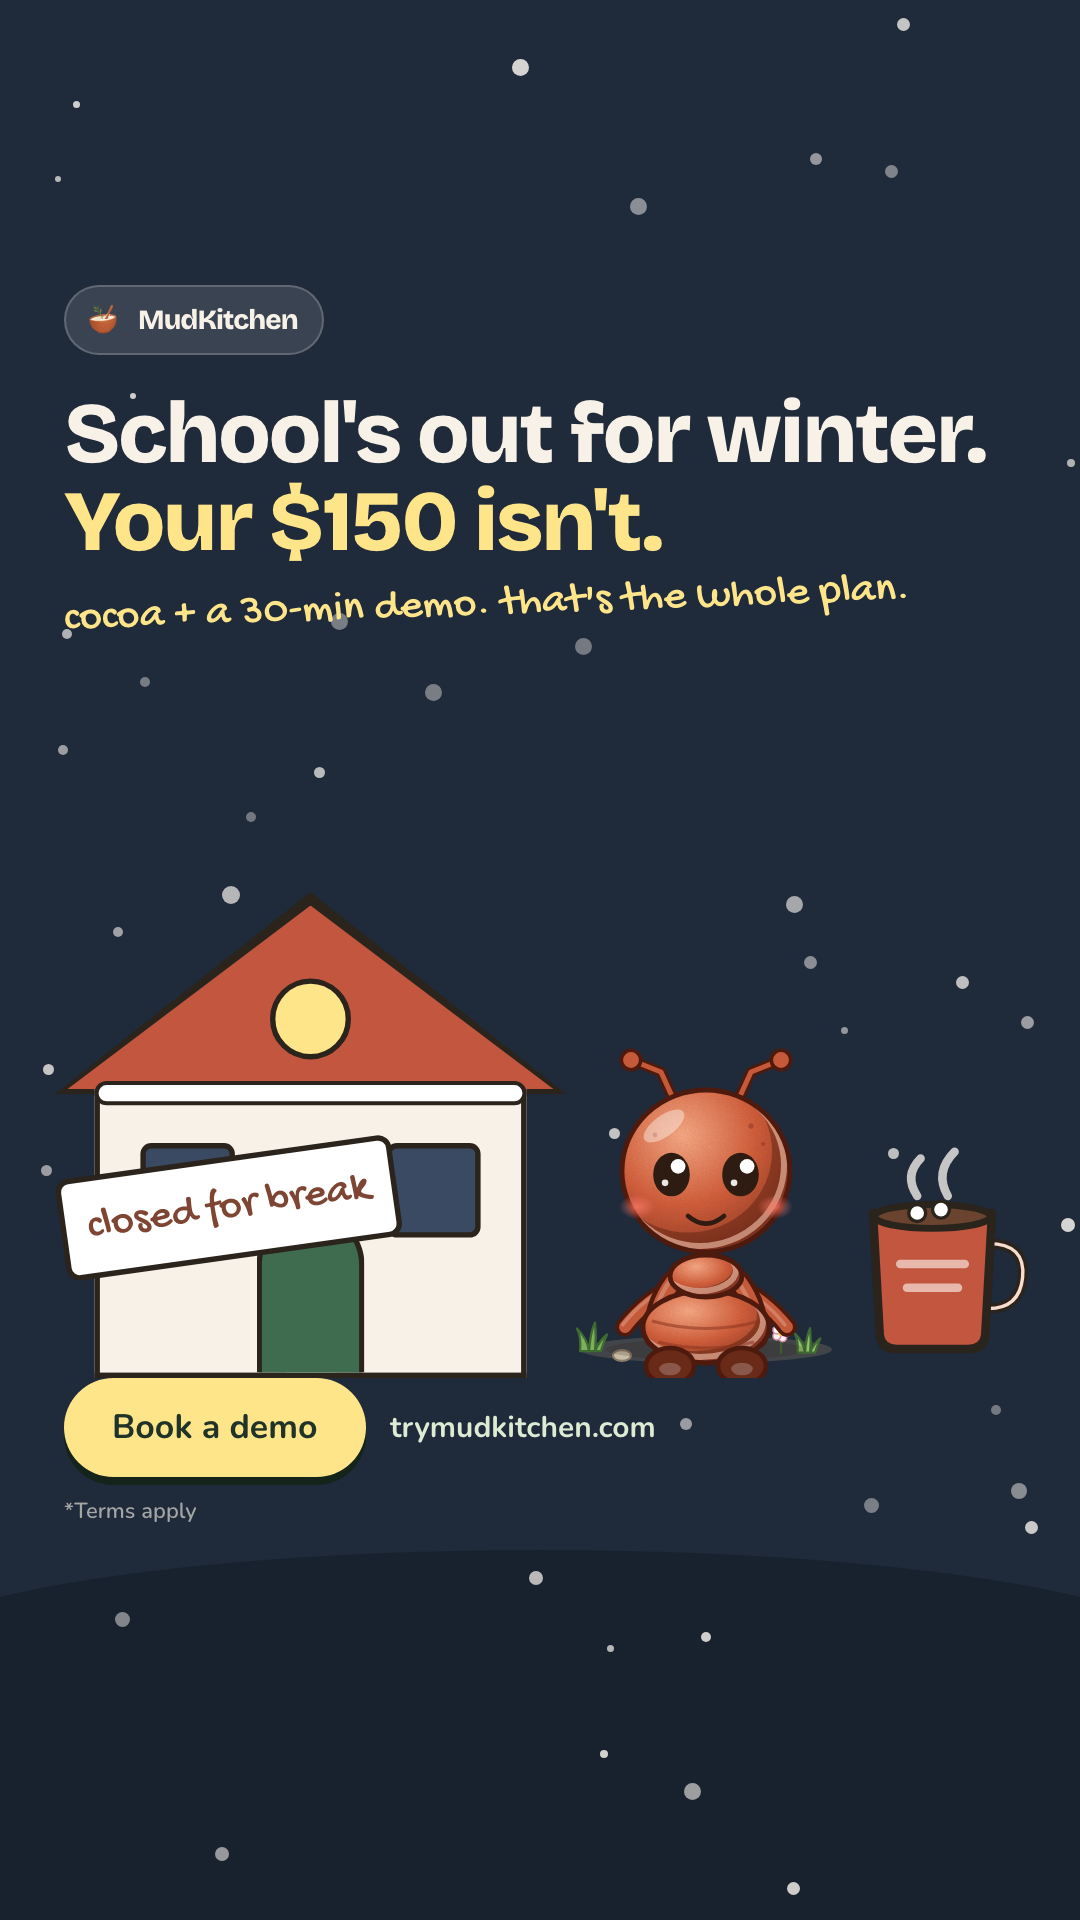 MudKitchen
School's out for winter.
Your $150 isn't.
cocoa + a 30-min demo. that's the whole plan.
closed for break
Book a demo
trymudkitchen.com
*Terms apply